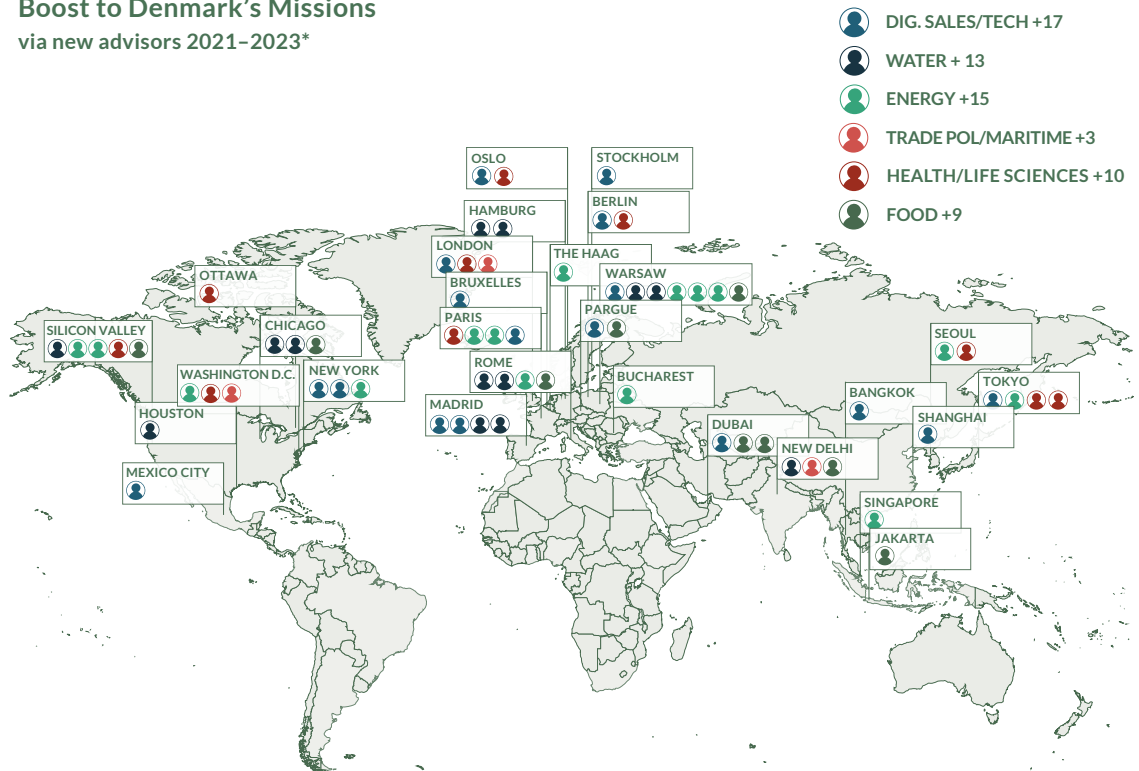 Boost to Denmark's Missions
via new advisors 2021–2023*
DIG. SALES/TECH +17
WATER + 13
ENERGY +15
TRADE POL/MARITIME +3
HEALTH/LIFE SCIENCES +10
FOOD +9
OSLO
STOCKHOLM
BERLIN
HAMBURG
LONDON
THE HAAG
WARSAW
BRUXELLES
OTTAWA
PARIS
PARGUE
SILICON VALLEY
CHICAGO
SEOUL
ROME
WASHINGTON D.C.
NEW YORK
BUCHAREST
TOKYO
BANGKOK
MADRID
HOUSTON
SHANGHAI
DUBAI
NEW DELHI
MEXICO CITY
SINGAPORE
JAKARTA